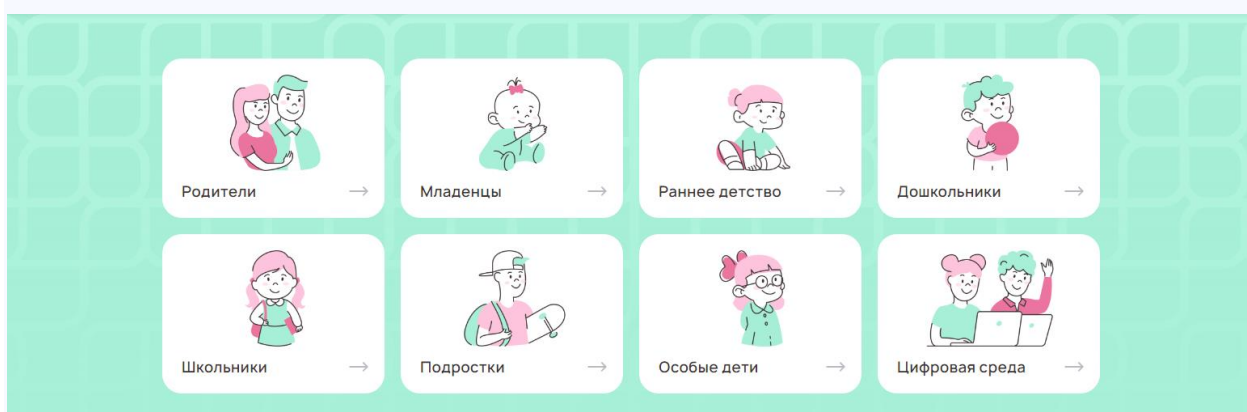 Родители
Младенцы
Раннее детство
Дошкольники
Школьники
Подростки
Особые дети
Цифровая среда